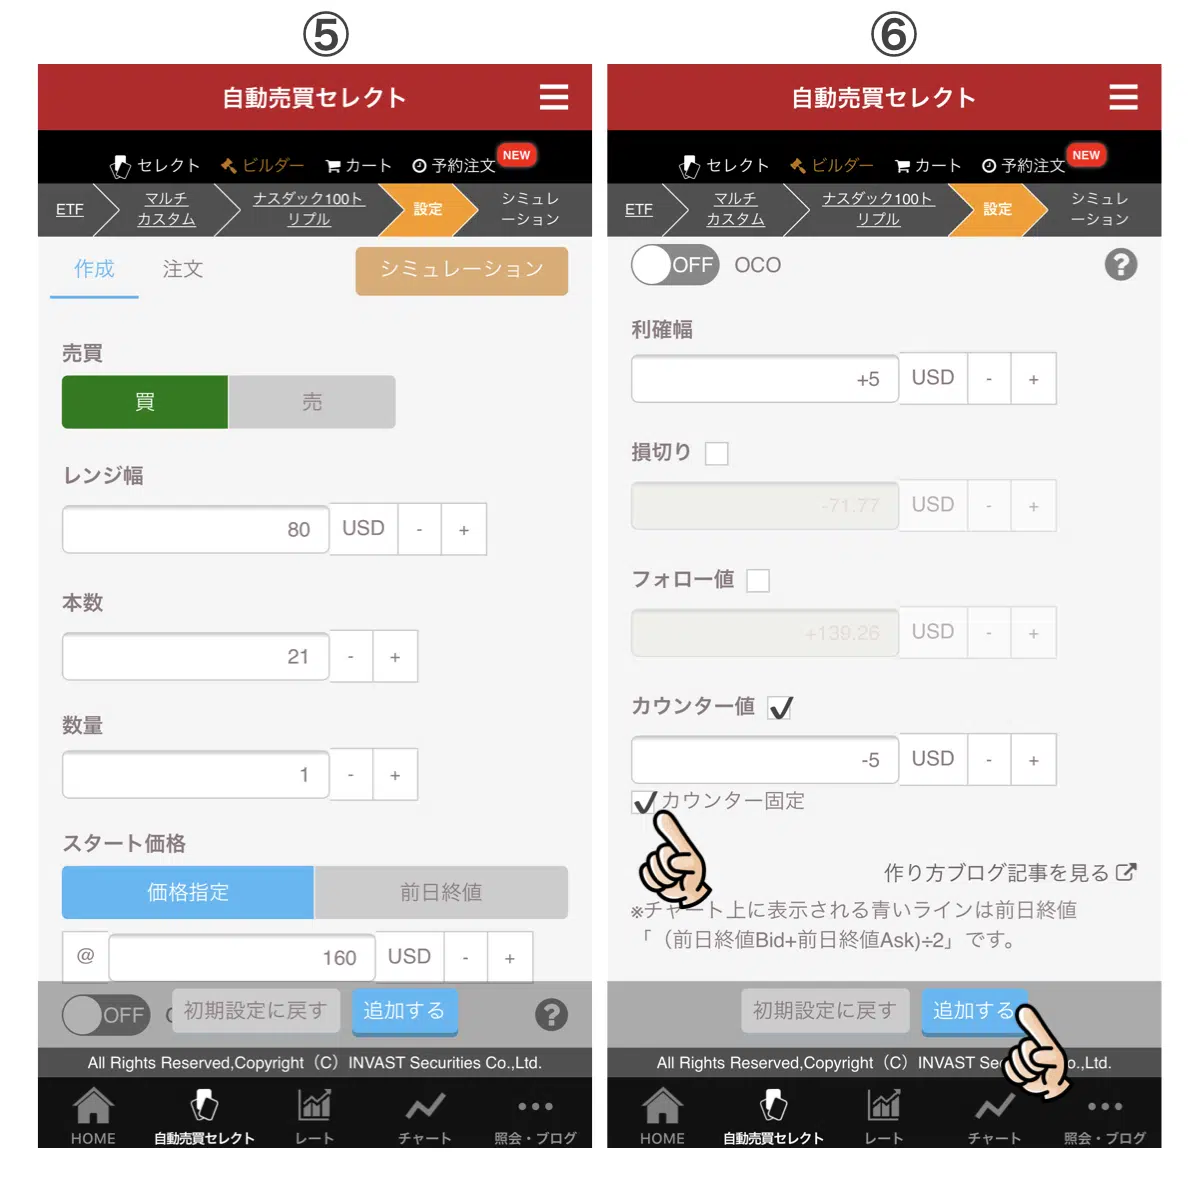 ⑤
自動売買セレクト
セレクト ビルダー カート 予約注文 NEW
ETF マルチ カスタム ナスダック100ト リプル 設定 シミュレ ーション
作成 注文 シミュレーション
売買
買 売
レンジ幅
80 USD - +
本数
21 - +
数量
1 - +
スタート価格
価格指定 前日終値
@ 160 USD - +
OFF 初期設定に戻す 追加する ?
All Rights Reserved,Copyright（C）INVAST Securities Co.,Ltd.
HOME 自動売買セレクト レート チャート 照会・ブログ
⑥
自動売買セレクト
セレクト ビルダー カート 予約注文 NEW
ETF マルチ カスタム ナスダック100ト リプル 設定 シミュレ ーション
OFF OCO ?
利確幅
+5 USD - +
損切り
-71.77 USD - +
フォロー値
+139.26 USD - +
カウンター値
-5 USD - +
カウンター固定
作り方ブログ記事を見る
※チャート上に表示される青いラインは前日終値
「（前日終値Bid+前日終値Ask)÷2」です。
初期設定に戻す 追加する
All Rights Reserved,Copyright（C）INVAST Se o.,Ltd.
HOME 自動売買セレクト レート チャート 照会・ブログ